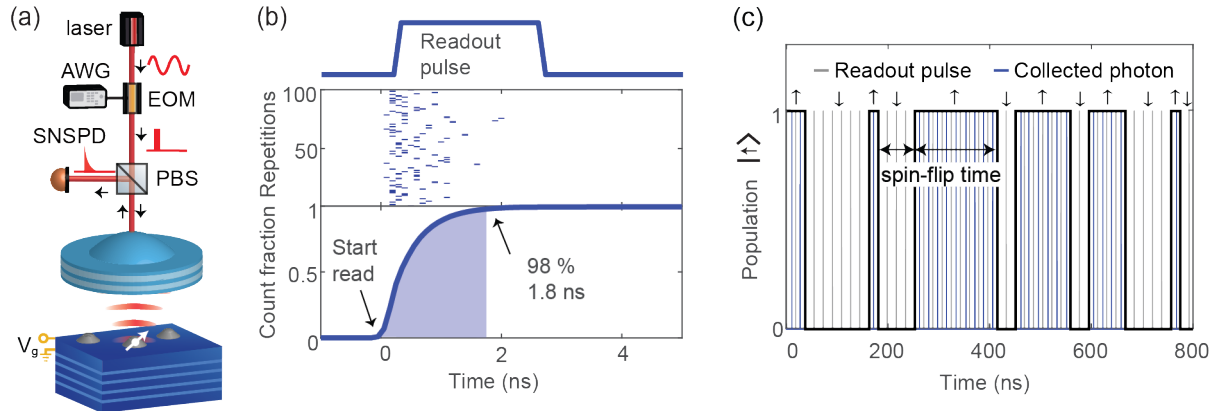 (a)
laser
AWG
EOM
SNSPD
PBS
Vg
(b)
Readout
pulse
Repetitions
100
50
Count fraction
1
0.5
0
Start
read
98 %
1.8 ns
0 2 4
Time (ns)
(c)
Readout pulse Collected photon
↑ ↓ ↑ ↓ ↑ ↓ ↑ ↓ ↑ ↓ ↑ ↓
Population |↑⟩
1
0
spin-flip time
0 200 400 600 800
Time (ns)